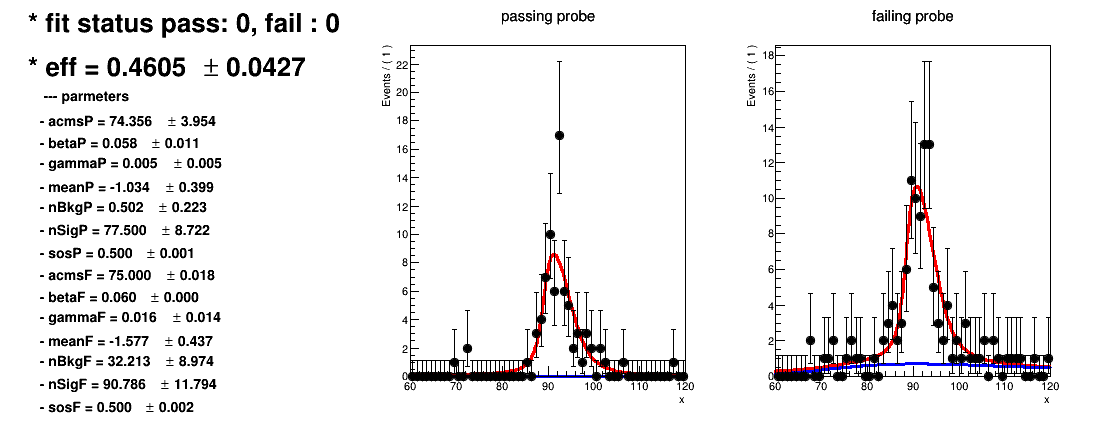 * fit status pass: 0, fail : 0
* eff = 0.4605 ± 0.0427
--- parmeters
- acmsP = 74.356 ± 3.954
- betaP = 0.058 ± 0.011
- gammaP = 0.005 ± 0.005
- meanP = -1.034 ± 0.399
- nBkgP = 0.502 ± 0.223
- nSigP = 77.500 ± 8.722
- sosP = 0.500 ± 0.001
- acmsF = 75.000 ± 0.018
- betaF = 0.060 ± 0.000
- gammaF = 0.016 ± 0.014
- meanF = -1.577 ± 0.437
- nBkgF = 32.213 ± 8.974
- nSigF = 90.786 ± 11.794
- sosF = 0.500 ± 0.002
passing probe
Events / ( 1 )
22
20
18
16
14
12
10
8
6
4
2
0
60 70 80 90 100 110 120
x
failing probe
Events / ( 1 )
18
16
14
12
10
8
6
4
2
0
60 70 80 90 100 110 120
x